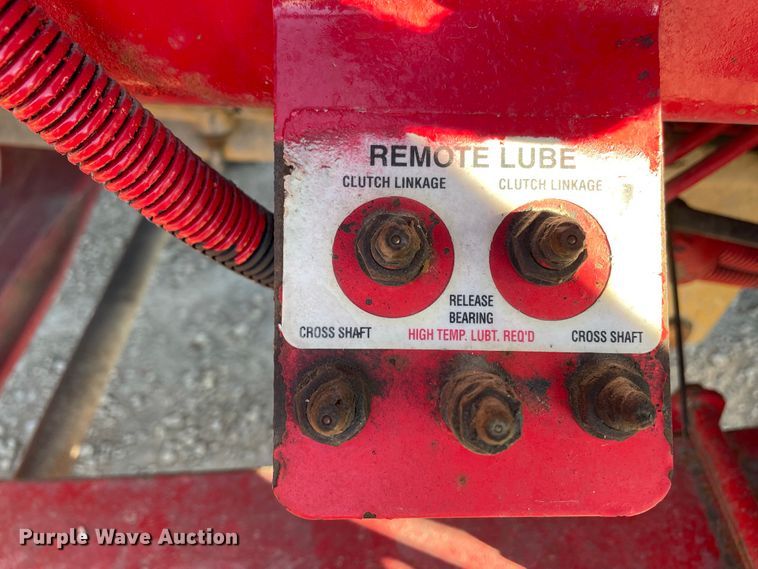 REMOTE LUBE
CLUTCH LINKAGE CLUTCH LINKAGE
RELEASE
BEARING
CROSS SHAFT HIGH TEMP. LUBT. REQ'D CROSS SHAFT
Purple Wave Auction